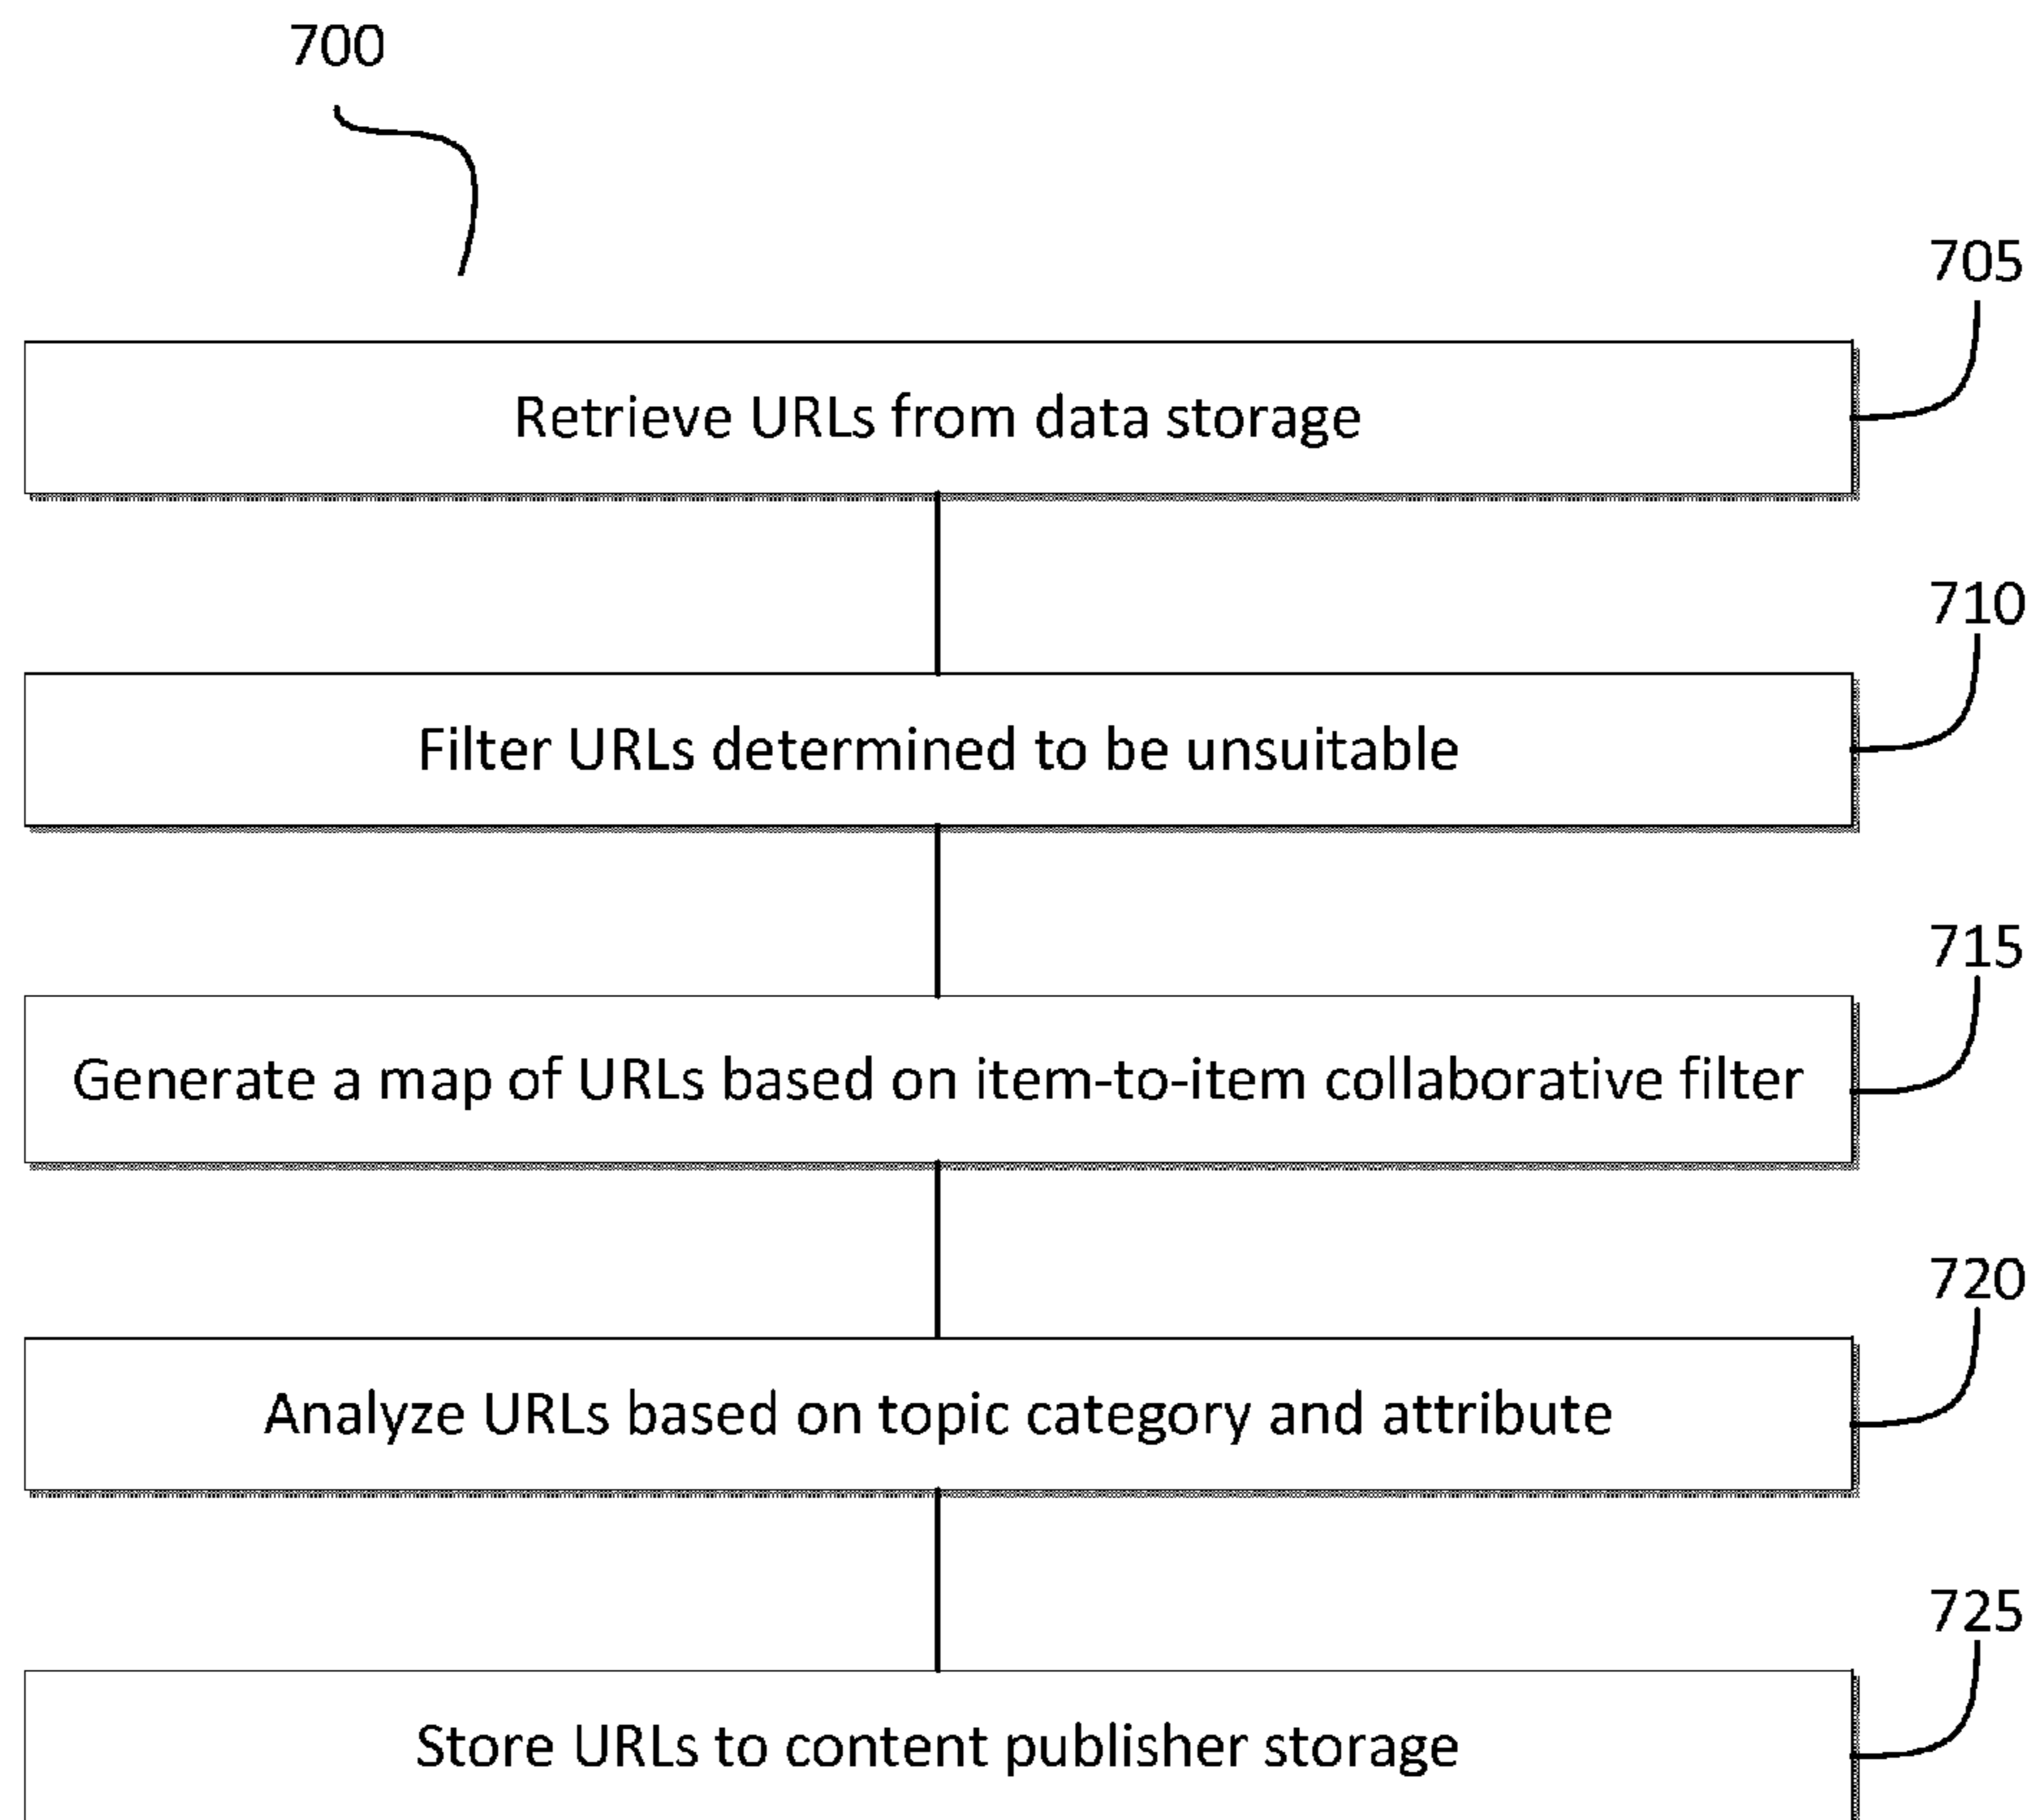 700
705
Retrieve URLs from data storage
710
Filter URLs determined to be unsuitable
715
Generate a map of URLs based on item-to-item collaborative filter
720
Analyze URLs based on topic category and attribute
725
Store URLs to content publisher storage